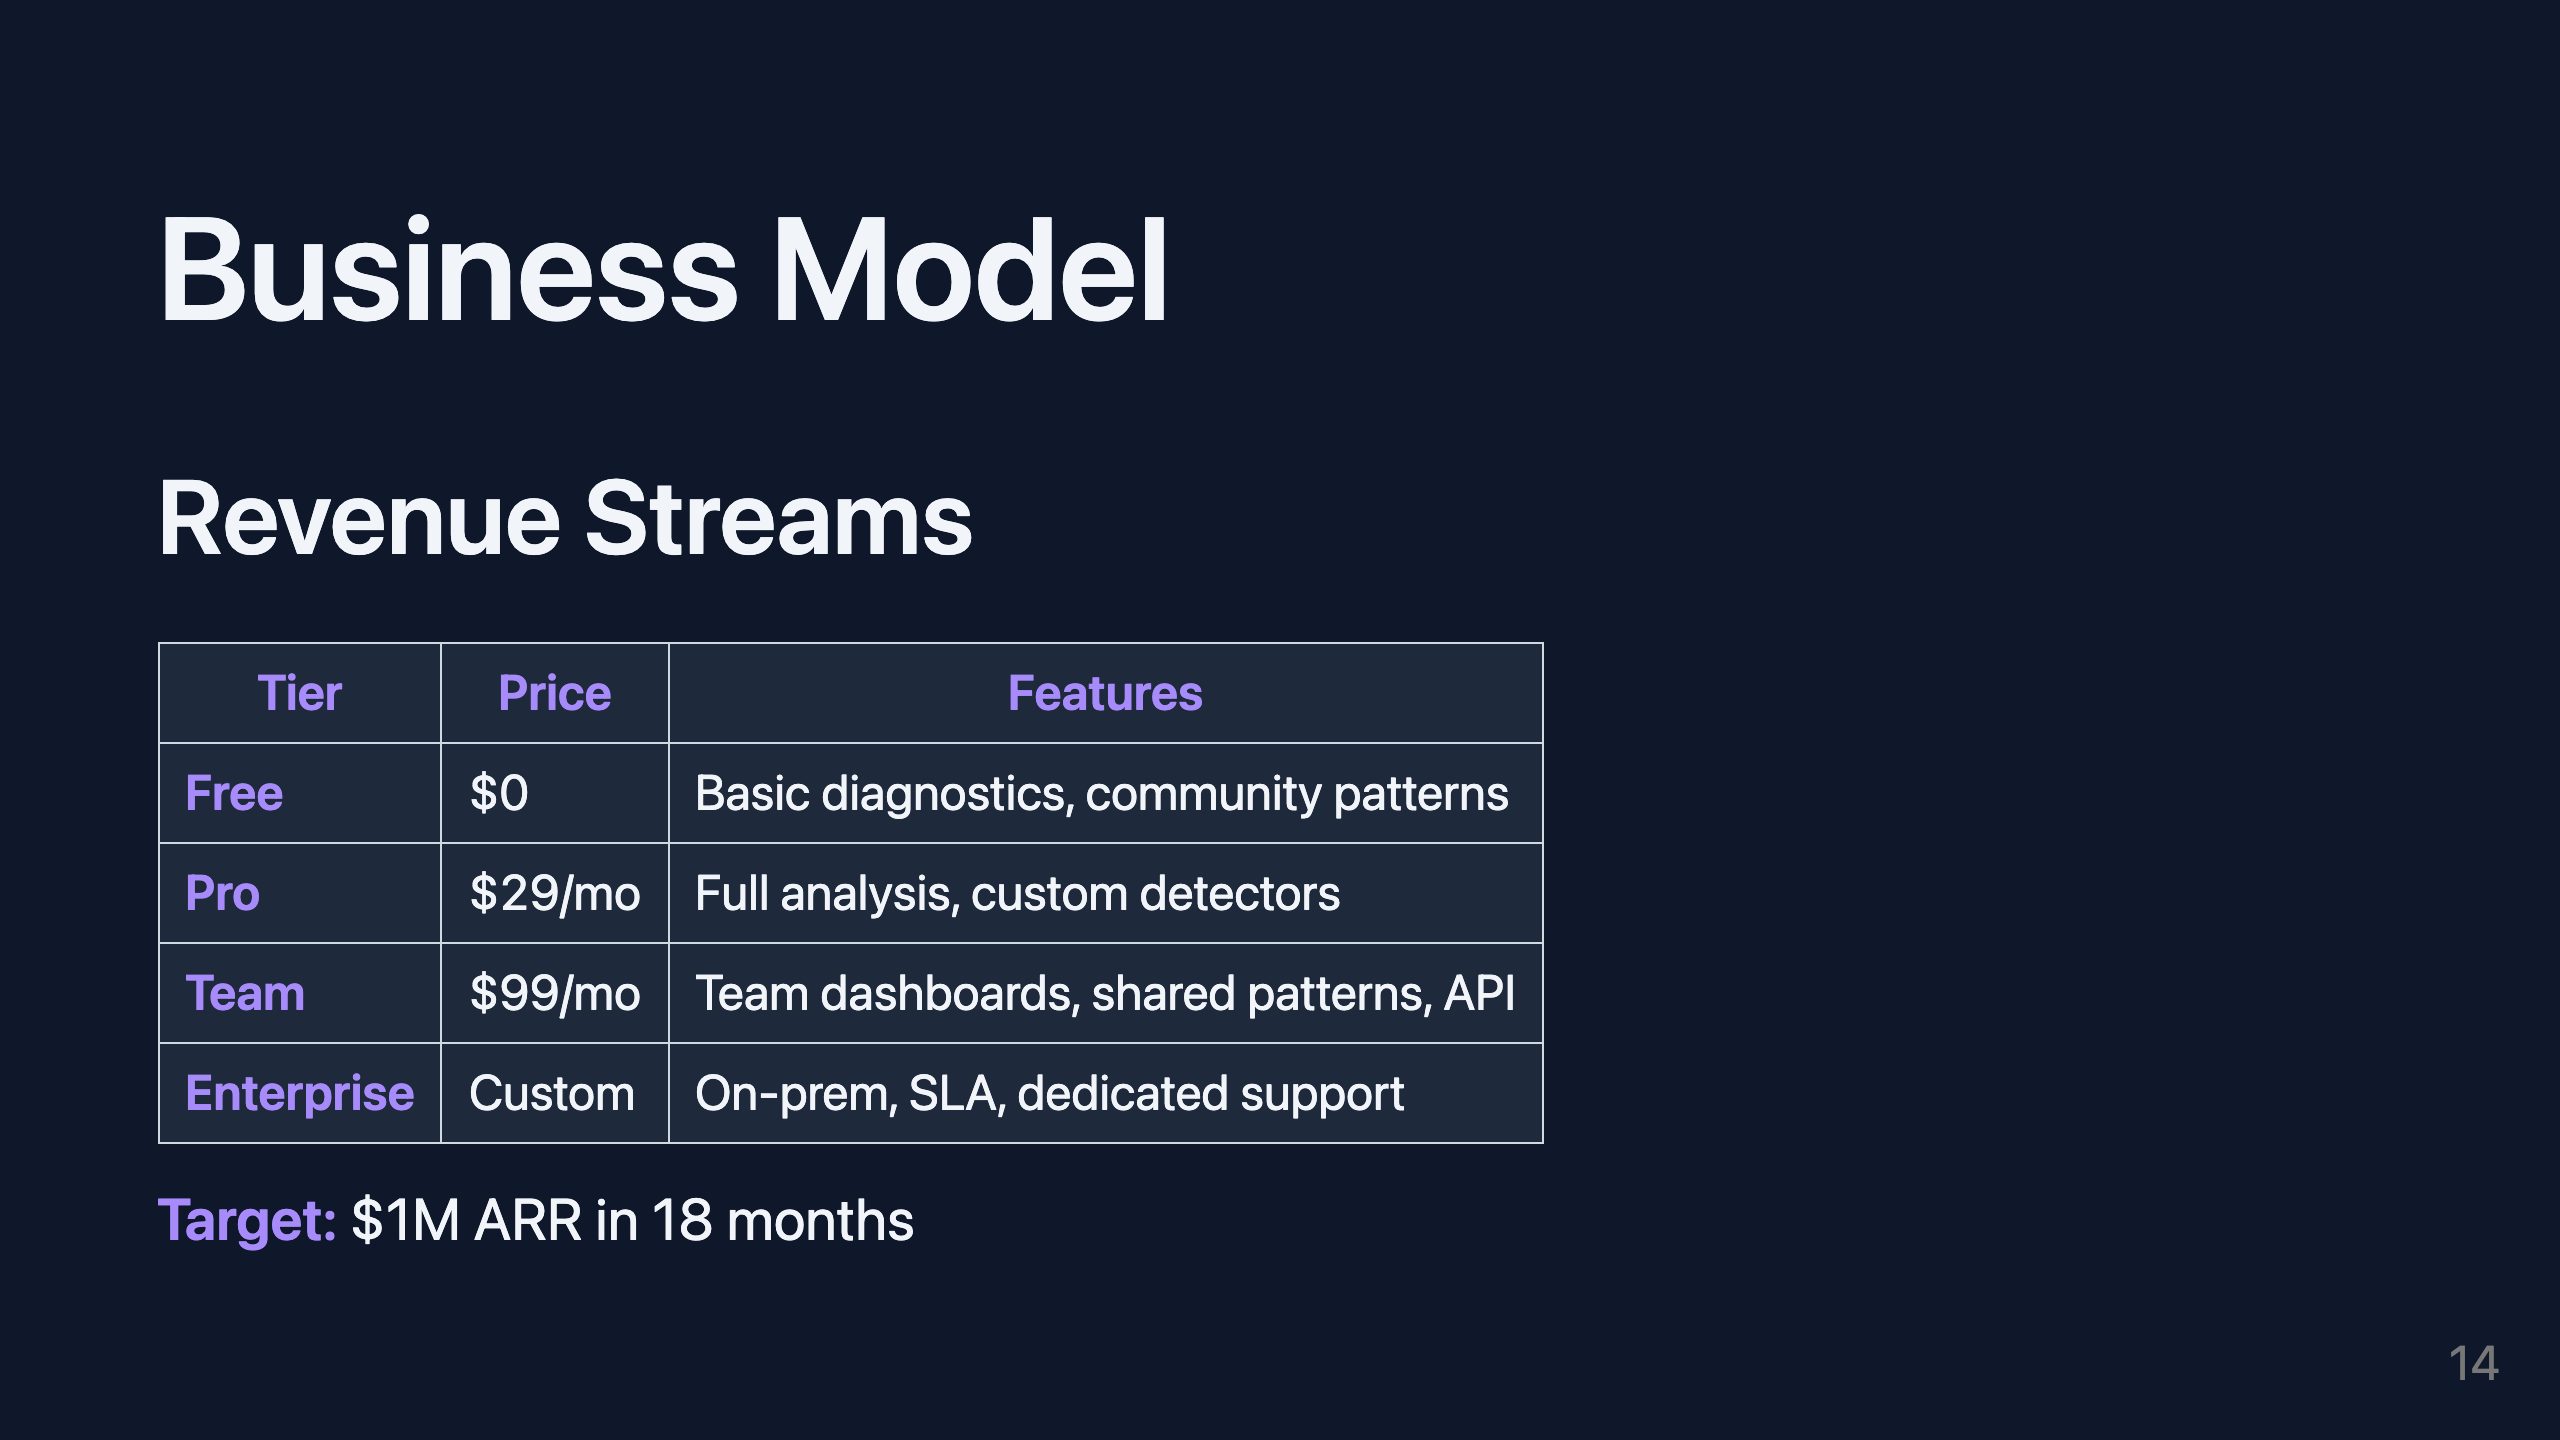 Business Model
Revenue Streams
Tier Price Features
Free $0 Basic diagnostics, community patterns
Pro $29/mo Full analysis, custom detectors
Team $99/mo Team dashboards, shared patterns, API
Enterprise Custom On-prem, SLA, dedicated support
Target: $1M ARR in 18 months
14